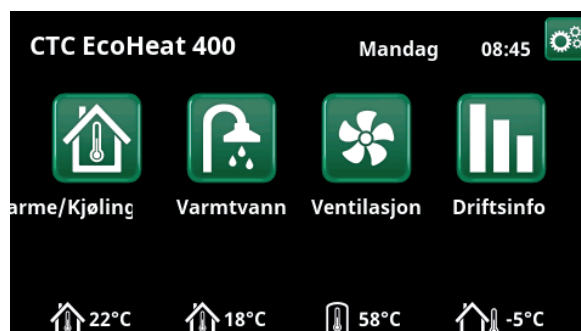 CTC EcoHeat 400 Mandag 08:45
arme/Kjøling Varmtvann Ventilasjon Driftsinfo
22°C 18°C 58°C -5°C